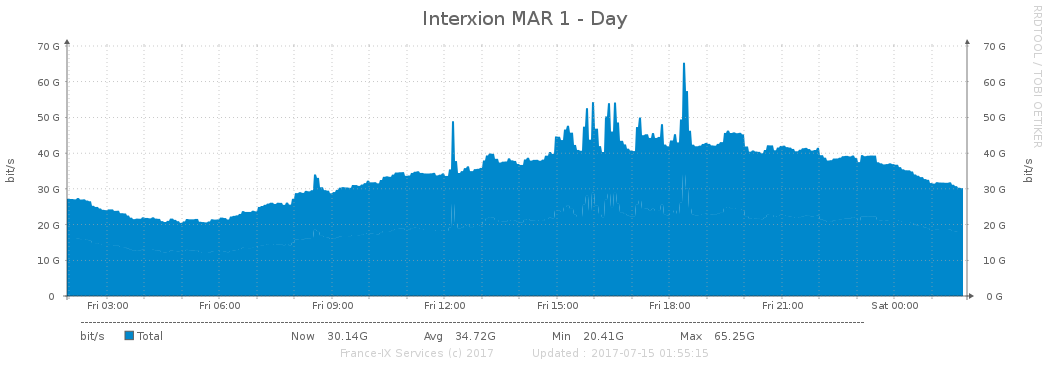 Interxion MAR 1 - Day
RRDTOOL / TOBI OETIKER
bit/s
70 G 70 G
60 G 60 G
50 G 50 G
40 G 40 G
30 G 30 G
20 G 20 G
10 G 10 G
0 0 G
bit/s
Fri 03:00 Fri 06:00 Fri 09:00 Fri 12:00 Fri 15:00 Fri 18:00 Fri 21:00 Sat 00:00
bit/s Total Now 30.14G Avg 34.72G Min 20.41G Max 65.25G
France-IX Services (c) 2017 Updated : 2017-07-15 01:55:15